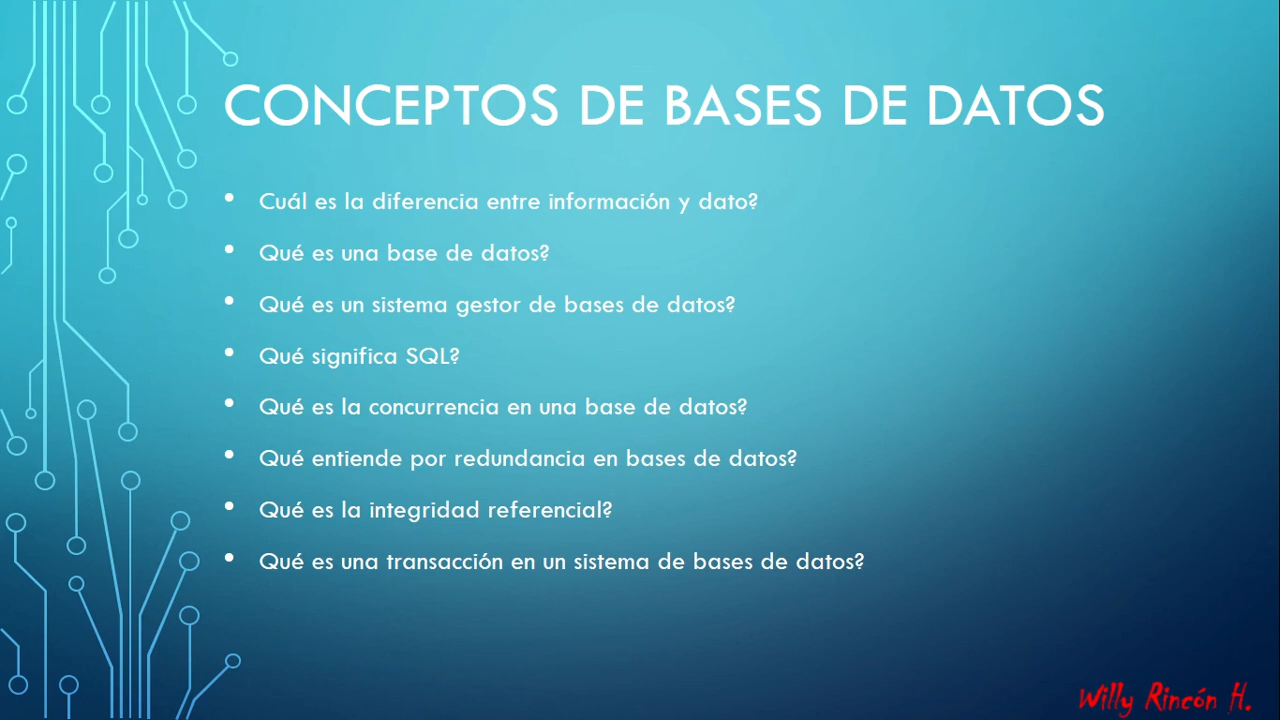 CONCEPTOS DE BASES DE DATOS
• Cuál es la diferencia entre información y dato?
• Qué es una base de datos?
• Qué es un sistema gestor de bases de datos?
• Qué significa SQL?
• Qué es la concurrencia en una base de datos?
• Qué entiende por redundancia en bases de datos?
• Qué es la integridad referencial?
• Qué es una transacción en un sistema de bases de datos?
Willy Rincón H.